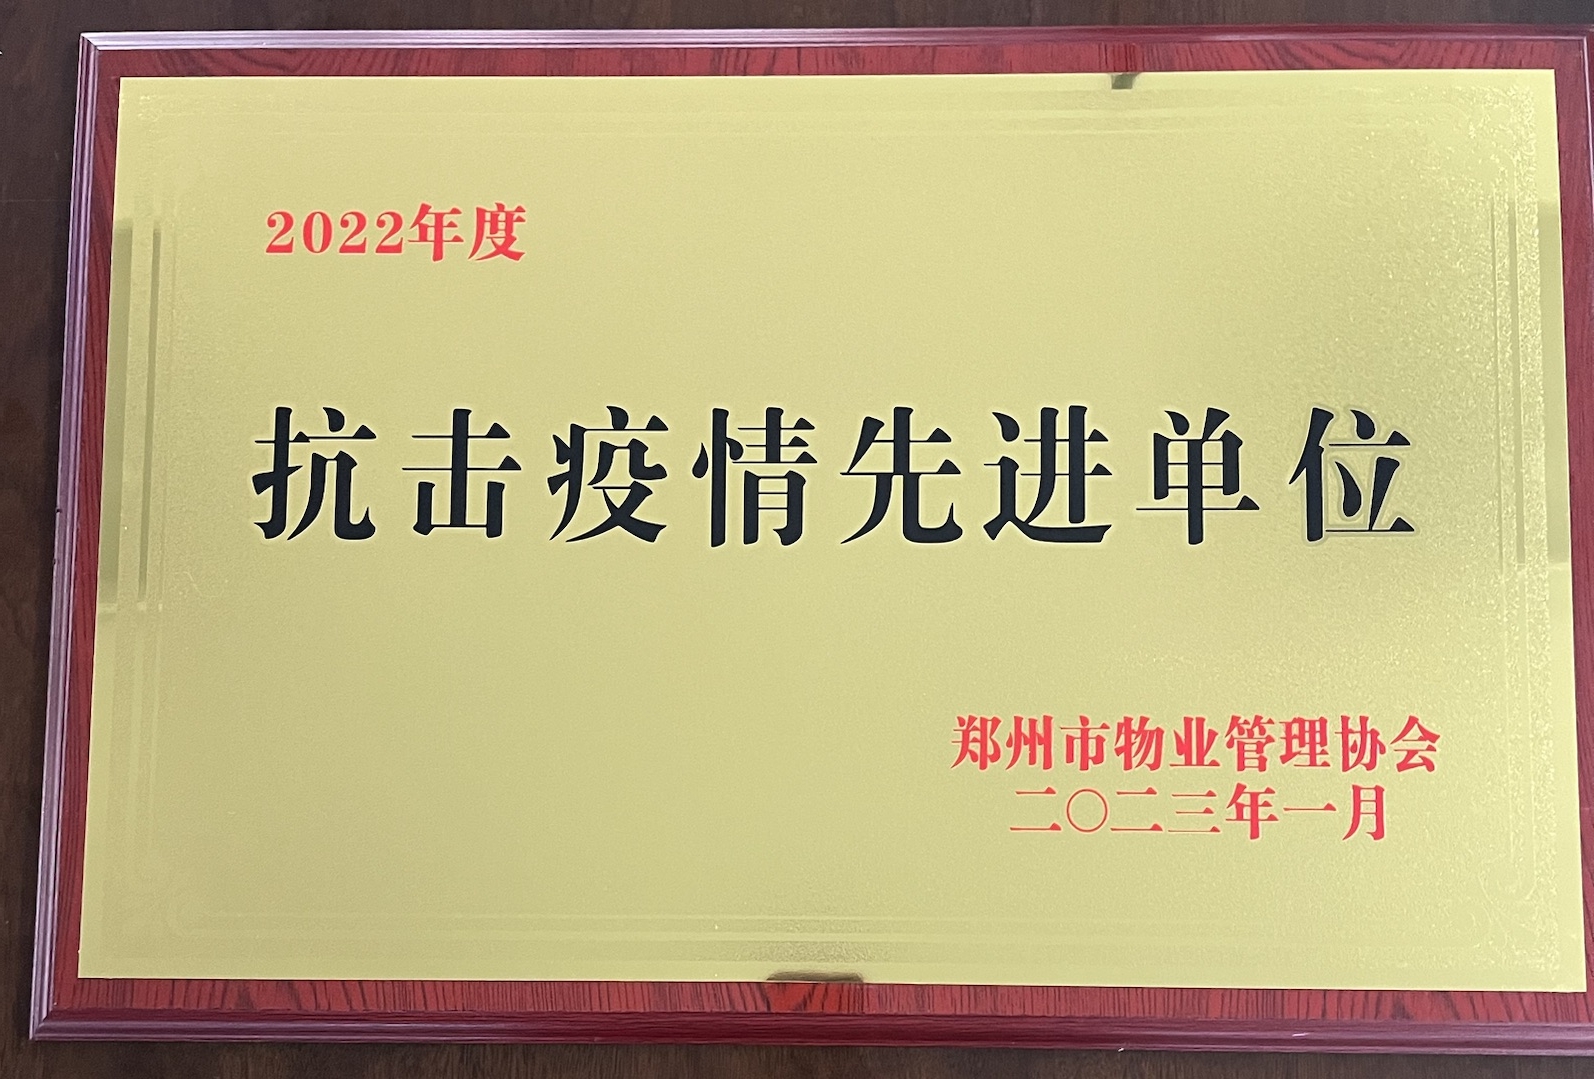 2022年度
抗击疫情先进单位
郑州市物业管理协会
二〇二三年一月